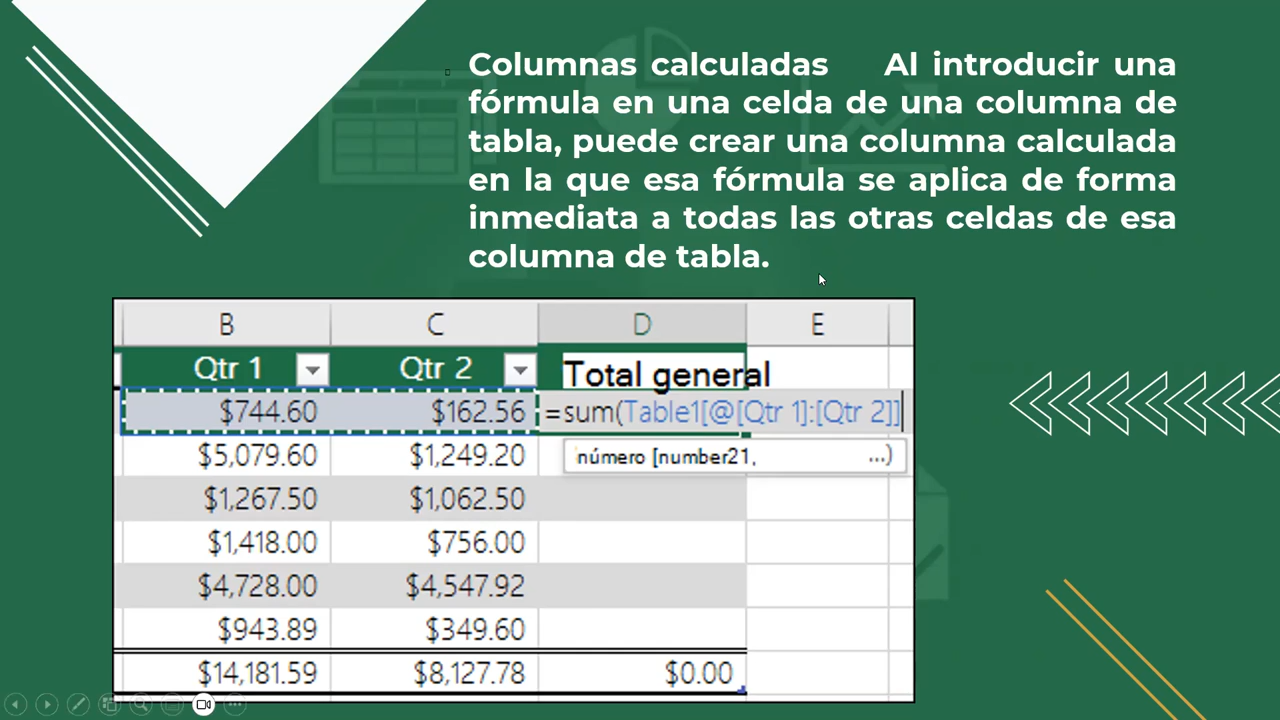 Columnas calculadas Al introducir una
fórmula en una celda de una columna de
tabla, puede crear una columna calculada
en la que esa fórmula se aplica de forma
inmediata a todas las otras celdas de esa
columna de tabla.
B C D E
Qtr 1 Qtr 2 Total general
$744.60 $162.56 =sum(Table1[@[Qtr 1]:[Qtr 2]]
$5,079.60 $1,249.20 número [number21, ...)
$1,267.50 $1,062.50
$1,418.00 $756.00
$4,728.00 $4,547.92
$943.89 $349.60
$14,181.59 $8,127.78 $0.00